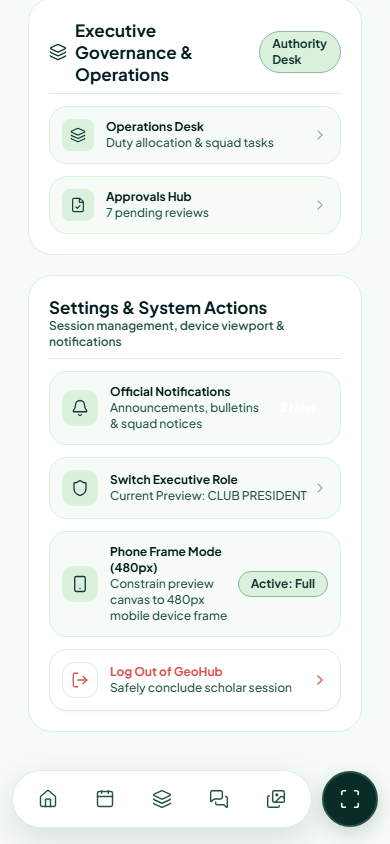 Executive
Governance &
Operations
Authority
Desk
Operations Desk
Duty allocation & squad tasks
Approvals Hub
7 pending reviews
Settings & System Actions
Session management, device viewport &
notifications
Official Notifications
Announcements, bulletins
& squad notices
2 New
Switch Executive Role
Current Preview: CLUB PRESIDENT
Phone Frame Mode
(480px)
Constrain preview
canvas to 480px
mobile device frame
Active: Full
Log Out of GeoHub
Safely conclude scholar session